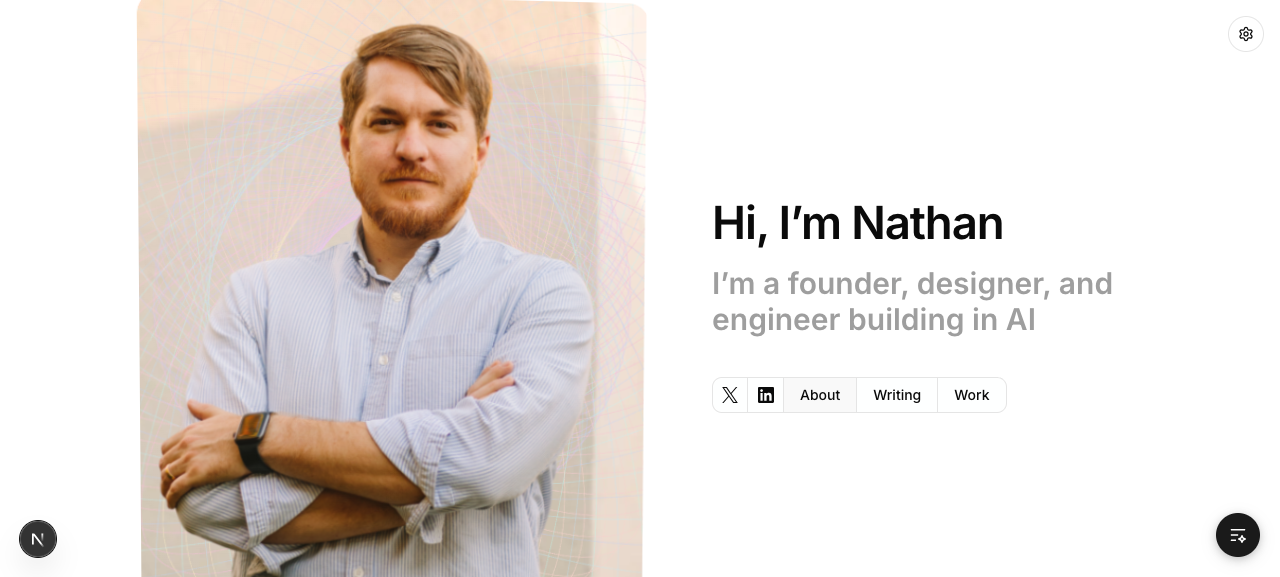 Hi, I’m Nathan
I’m a founder, designer, and
engineer building in AI
About Writing Work